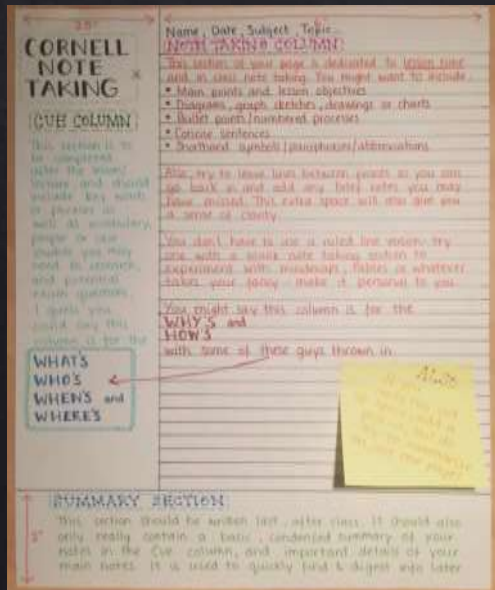 2.5"
CORNELL
NOTE
TAKING
CUE COLUMN
This section is to
be completed
after the lesson/
lecture and should
include key words
or phrases as
well as vocabulary,
people or case
studies you may
need to research,
and potential
exam questions.
I guess you
could say this
column is for the
WHAT'S
WHO'S
WHEN'S and
WHERE'S
Name, Date, Subject, Topic
NOTE TAKING COLUMN
This section of your page is dedicated to lesson time
and in class note taking. You might want to include
• Main points and lesson objectives
• Diagrams, graph sketches, drawings or charts
• Bullet points/numbered processes
• Concise sentences
• Shorthand symbols/paraphrases/abbreviations
Also, try to leave lines between points so you can
go back in and add any brief notes you may
have missed. This extra space will also give you
a sense of clarity.
You don't have to use a ruled line version, try
one with a blank note taking section to
experiment with mindmaps, tables or whatever
takes your fancy, make it personal to you.
You might say this column is for the
WHY'S and
HOW'S
with some of these guys thrown in.
Also
SUMMARY SECTION
2"
This section should be written last, after class. It should also
only really contain a basic, condensed summary of your
notes in the Cue column, and important details of your
main notes. It is used to quickly find & digest info later